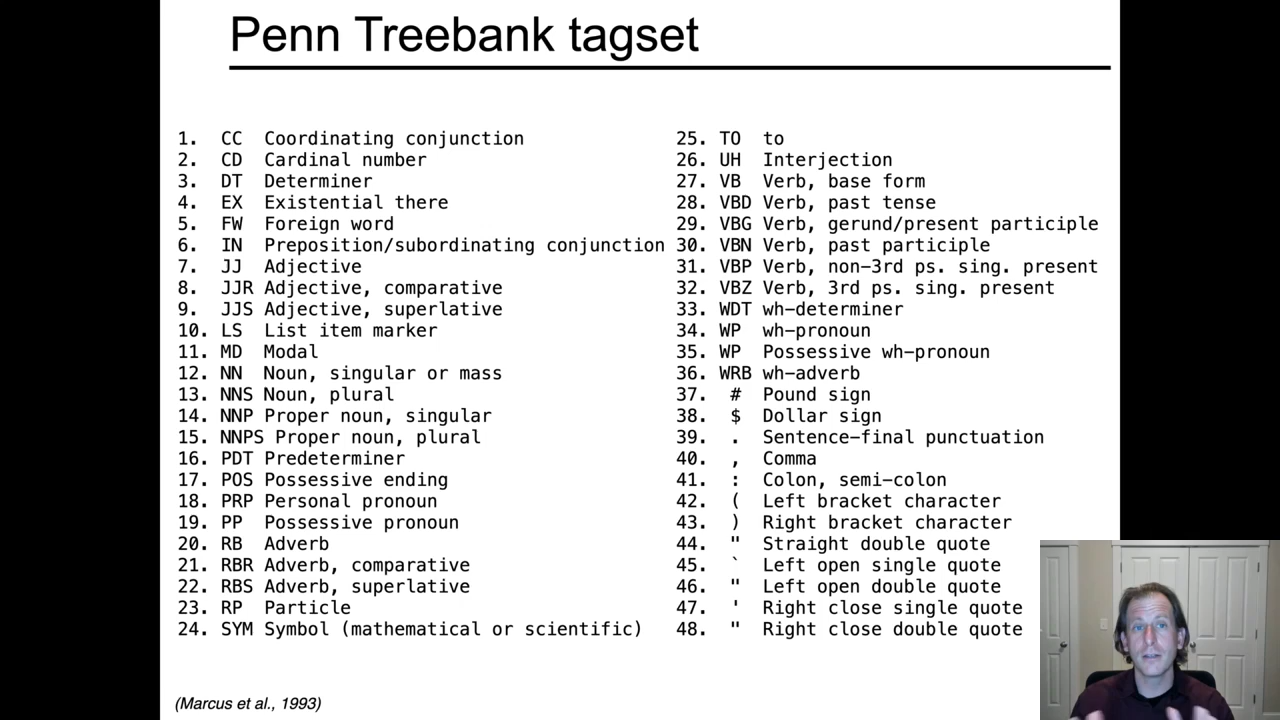 Penn Treebank tagset
1. CC Coordinating conjunction
2. CD Cardinal number
3. DT Determiner
4. EX Existential there
5. FW Foreign word
6. IN Preposition/subordinating conjunction
7. JJ Adjective
8. JJR Adjective, comparative
9. JJS Adjective, superlative
10. LS List item marker
11. MD Modal
12. NN Noun, singular or mass
13. NNS Noun, plural
14. NNP Proper noun, singular
15. NNPS Proper noun, plural
16. PDT Predeterminer
17. POS Possessive ending
18. PRP Personal pronoun
19. PP Possessive pronoun
20. RB Adverb
21. RBR Adverb, comparative
22. RBS Adverb, superlative
23. RP Particle
24. SYM Symbol (mathematical or scientific)
25. TO to
26. UH Interjection
27. VB Verb, base form
28. VBD Verb, past tense
29. VBG Verb, gerund/present participle
30. VBN Verb, past participle
31. VBP Verb, non-3rd ps. sing. present
32. VBZ Verb, 3rd ps. sing. present
33. WDT wh-determiner
34. WP wh-pronoun
35. WP Possessive wh-pronoun
36. WRB wh-adverb
37. # Pound sign
38. $ Dollar sign
39. . Sentence-final punctuation
40. , Comma
41. : Colon, semi-colon
42. ( Left bracket character
43. ) Right bracket character
44. " Straight double quote
45. ` Left open single quote
46. " Left open double quote
47. ' Right close single quote
48. " Right close double quote
(Marcus et al., 1993)